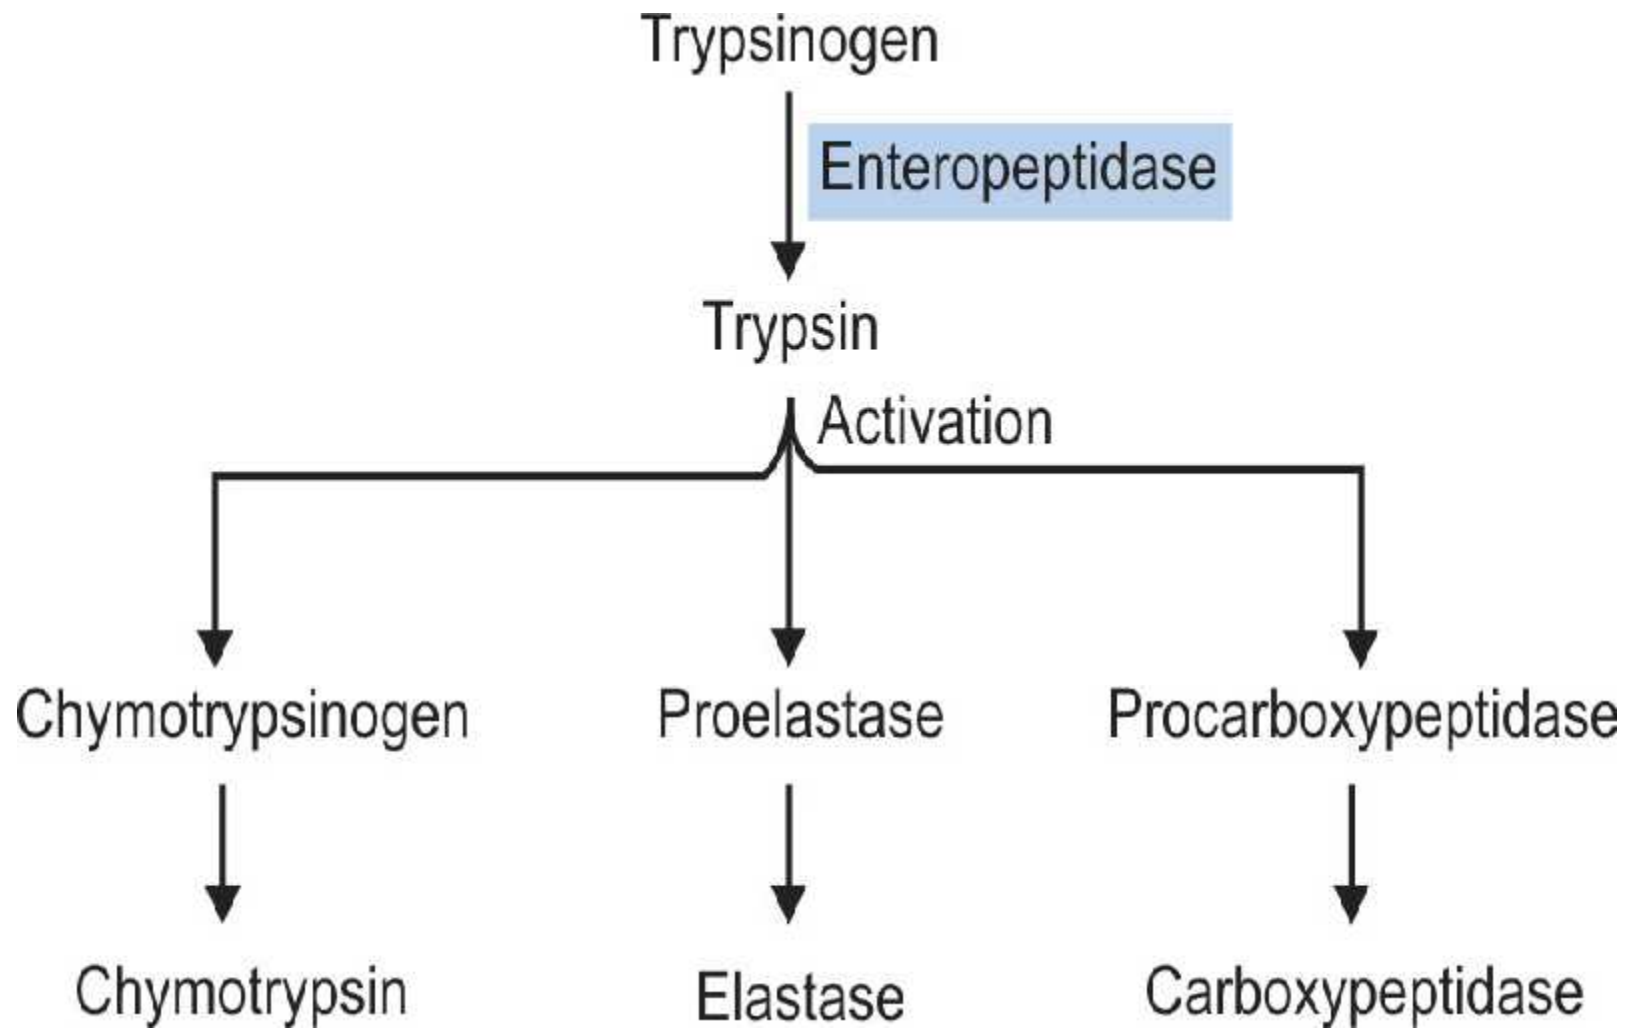 Trypsinogen
Enteropeptidase
Trypsin
Activation
Chymotrypsinogen Proelastase Procarboxypeptidase
Chymotrypsin Elastase Carboxypeptidase